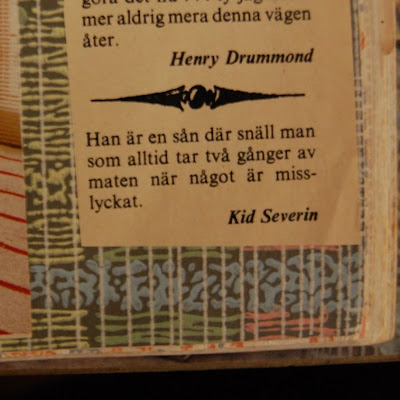 mer aldrig mera denna vägen
åter.
Henry Drummond
Han är en sån där snäll man
som alltid tar två gånger av
maten när något är miss-
lyckat.
Kid Severin